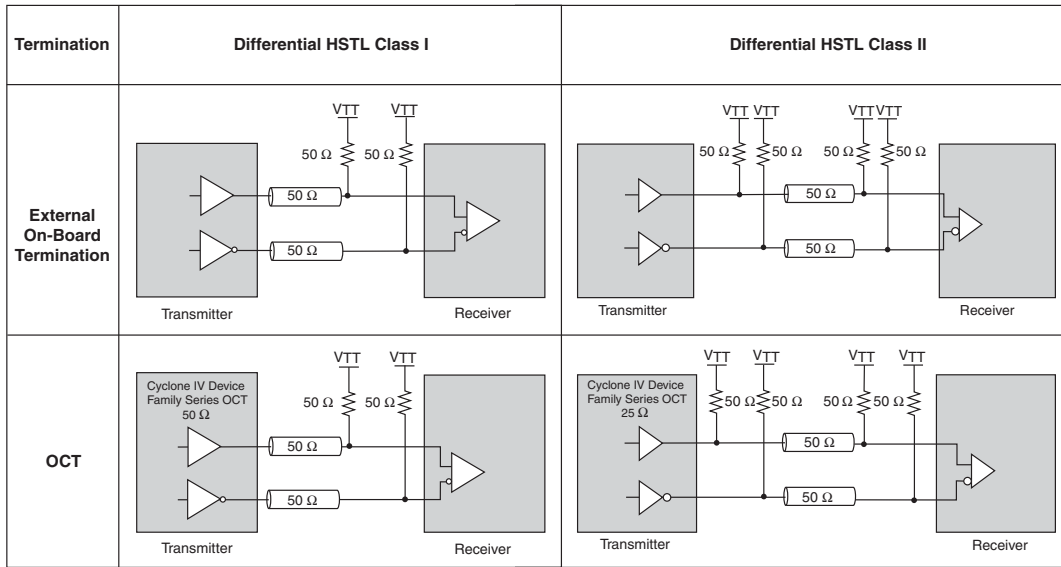 Termination
Differential HSTL Class I
Differential HSTL Class II
External
On-Board
Termination
VTT VTT
50 Ω 50 Ω
50 Ω
50 Ω
Transmitter
Receiver
VTT VTT VTT VTT
50 Ω 50 Ω 50 Ω 50 Ω
50 Ω
50 Ω
Transmitter
Receiver
OCT
Cyclone IV Device
Family Series OCT
50 Ω
VTT VTT
50 Ω 50 Ω
50 Ω
50 Ω
Transmitter
Receiver
Cyclone IV Device
Family Series OCT
25 Ω
VTT VTT VTT VTT
50 Ω 50 Ω 50 Ω 50 Ω
50 Ω
50 Ω
Transmitter
Receiver